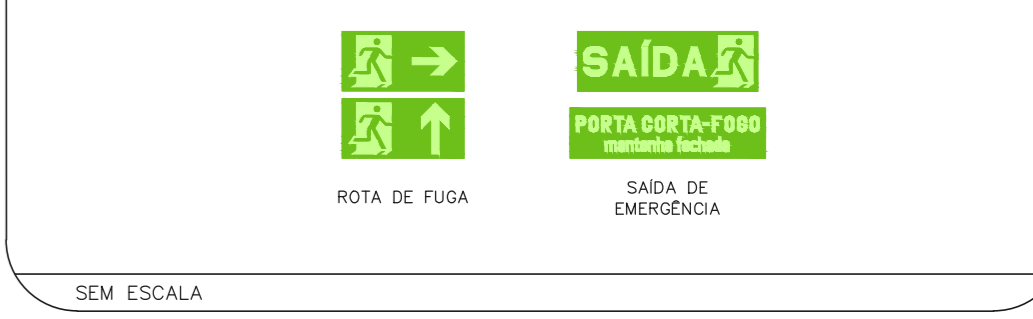 SAÍDA
PORTA CORTA-FOGO
mantenha fechada
ROTA DE FUGA
SAÍDA DE
EMERGÊNCIA
SEM ESCALA